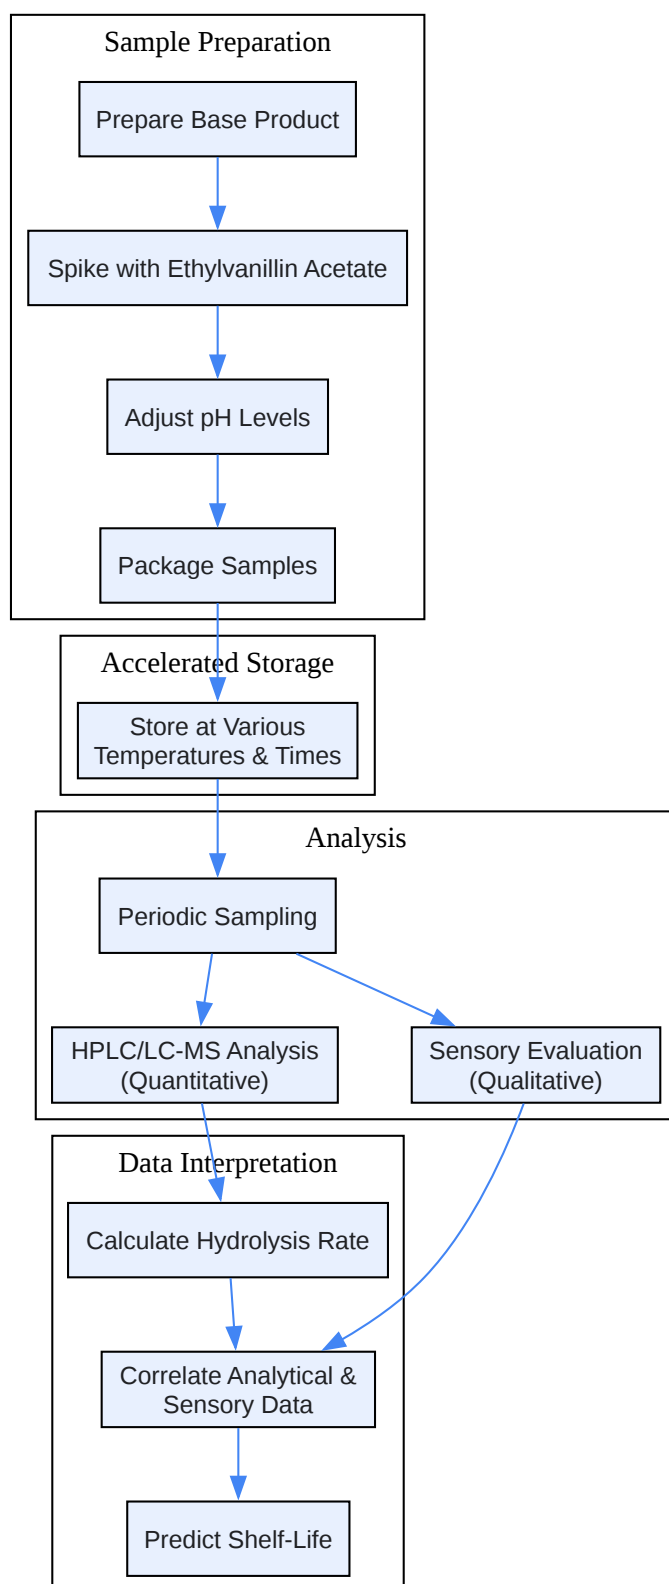 Sample Preparation
Prepare Base Product
Spike with Ethylvanillin Acetate
Adjust pH Levels
Package Samples
Accelerated Storage
Store at Various
Temperatures & Times
Analysis
Periodic Sampling
HPLC/LC-MS Analysis
(Quantitative)
Sensory Evaluation
(Qualitative)
Data Interpretation
Calculate Hydrolysis Rate
Correlate Analytical &
Sensory Data
Predict Shelf-Life